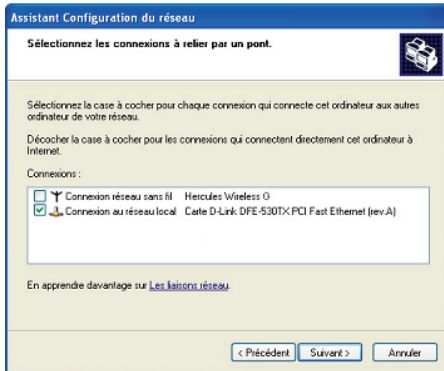 Assistant Configuration du réseau
Sélectionnez les connexions à relier par un pont.
Sélectionnez la case à cocher pour chaque connexion qui connecte cet ordinateur aux autres
ordinateur de votre réseau.
Décocher la case à cocher pour les connexions qui connectent directement cet ordinateur à
Internet.
Connexions :
Connexion réseau sans fil Hercules Wireless G
Connexion au réseau local Carte D-Link DFE-530TX PCI Fast Ethernet (rev.A)
En apprendre davantage sur Les liaisons réseau.
< Précédent Suivant > Annuler